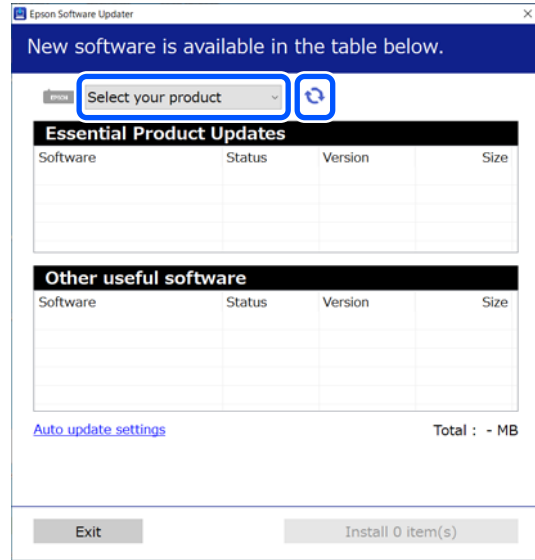 Epson Software Updater
New software is available in the table below.
EPSON Select your product
Essential Product Updates
Software Status Version Size
Other useful software
Software Status Version Size
Auto update settings Total : - MB
Exit Install 0 item(s)